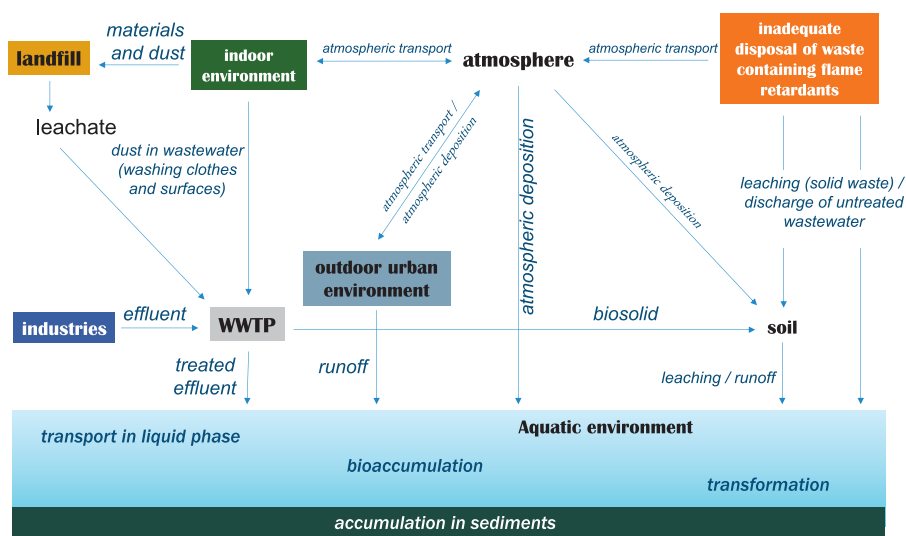 materials
and dust
landfill
indoor
environment
atmospheric transport
atmosphere
atmospheric transport
inadequate
disposal of waste
containing flame
retardants
leachate
dust in wastewater
(washing clothes
and surfaces)
atmospheric transport /
atmospheric deposition
atmospheric deposition
atmospheric deposition
leaching (solid waste) /
discharge of untreated
wastewater
outdoor urban
environment
industries
effluent
WWTP
biosolid
soil
treated
effluent
runoff
leaching / runoff
Aquatic environment
transport in liquid phase
bioaccumulation
transformation
accumulation in sediments